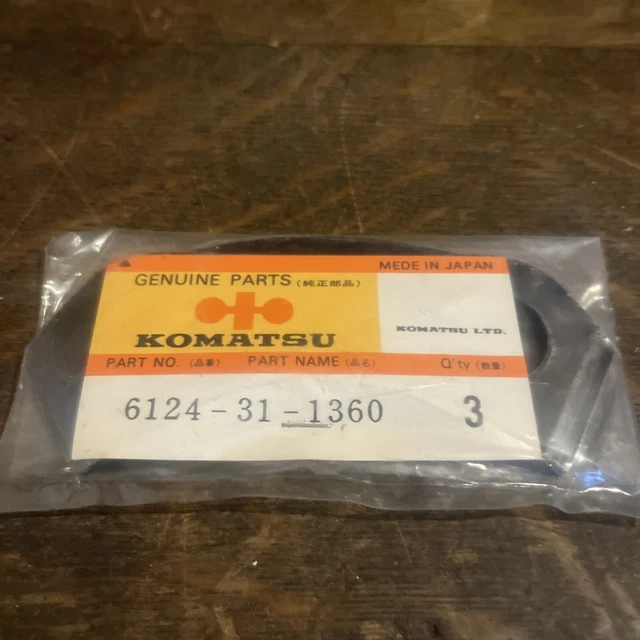 MEDE IN JAPAN
GENUINE PARTS (純正部品)
KOMATSU
KOMATSU LTD.
PART NO. (品番) PART NAME (品名) Q'ty (数量)
6124-31-1360 3